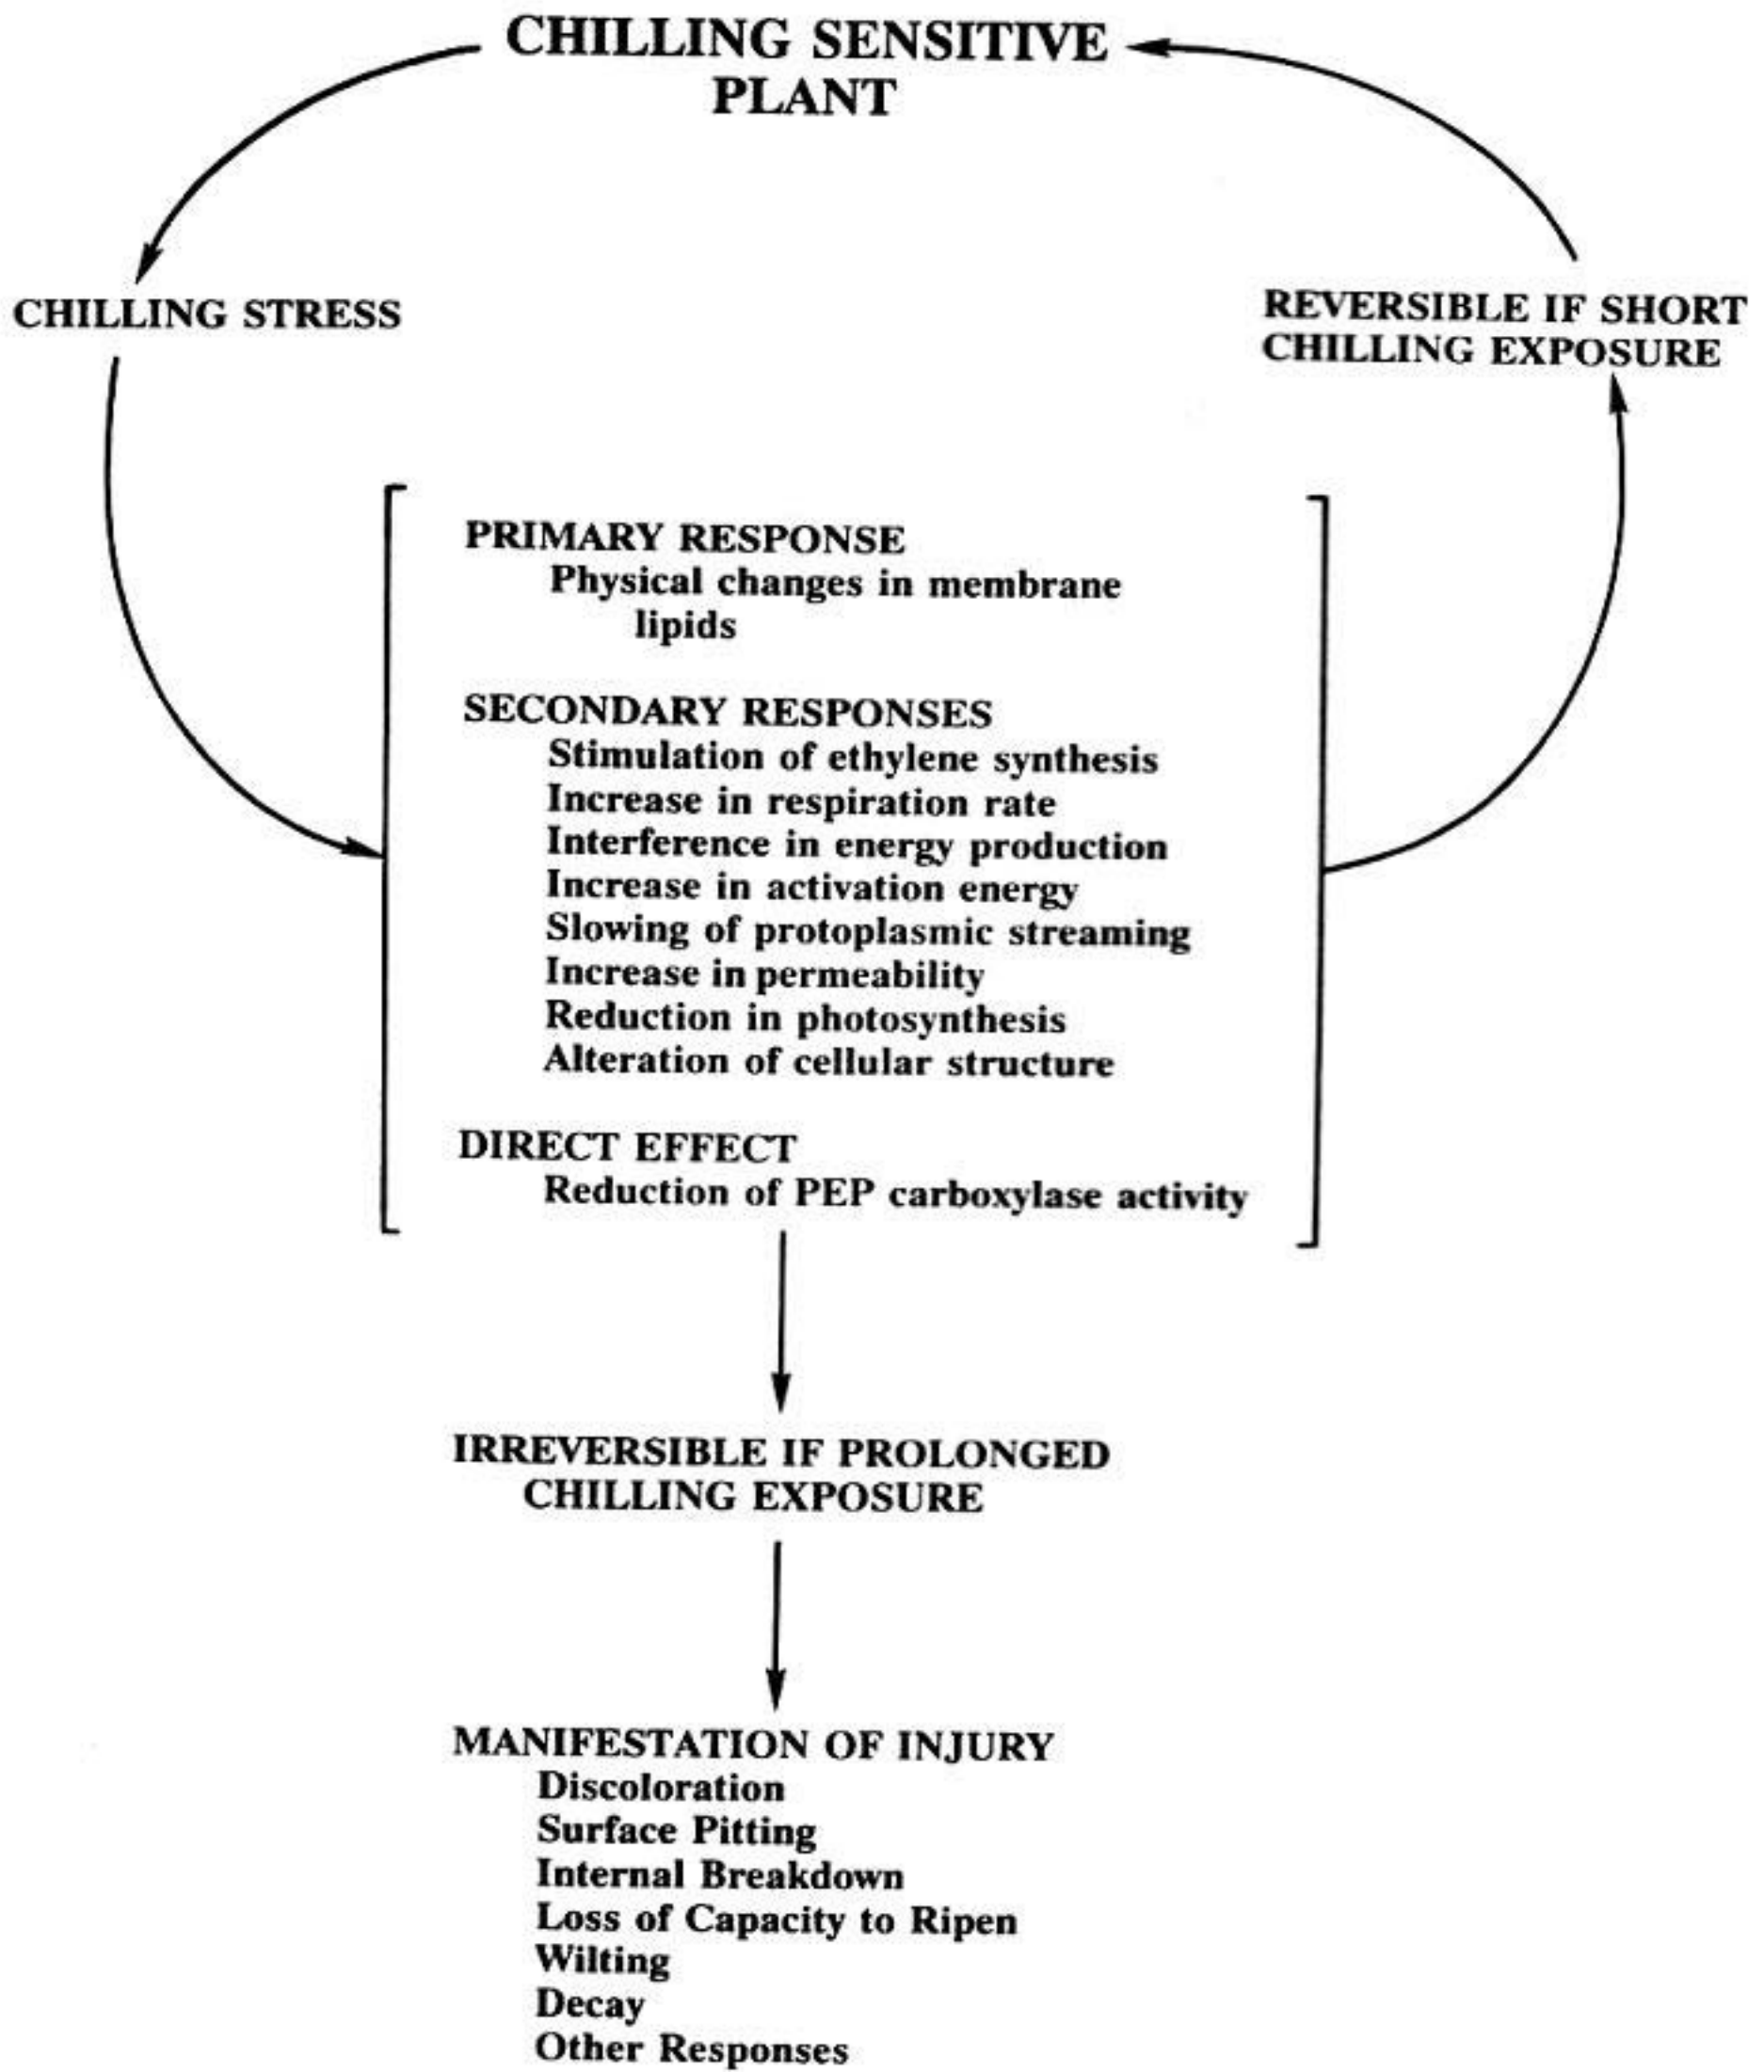 CHILLING SENSITIVE
PLANT
CHILLING STRESS
REVERSIBLE IF SHORT
CHILLING EXPOSURE
PRIMARY RESPONSE
Physical changes in membrane
lipids
SECONDARY RESPONSES
Stimulation of ethylene synthesis
Increase in respiration rate
Interference in energy production
Increase in activation energy
Slowing of protoplasmic streaming
Increase in permeability
Reduction in photosynthesis
Alteration of cellular structure
DIRECT EFFECT
Reduction of PEP carboxylase activity
IRREVERSIBLE IF PROLONGED
CHILLING EXPOSURE
MANIFESTATION OF INJURY
Discoloration
Surface Pitting
Internal Breakdown
Loss of Capacity to Ripen
Wilting
Decay
Other Responses